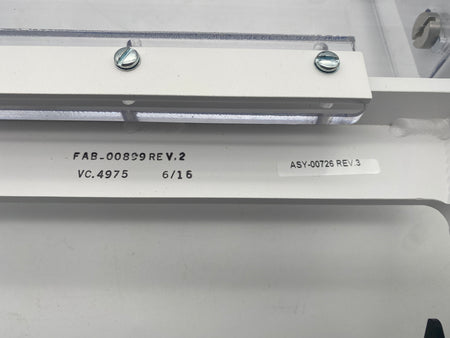 FAB-00899 REV.2
VC.4975 6/16
ASY-00726 REV.3